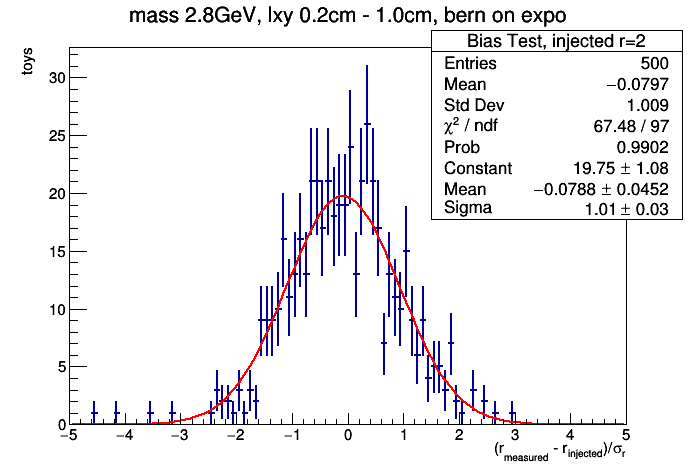 mass 2.8GeV, lxy 0.2cm - 1.0cm, bern on expo
Bias Test, injected r=2
Entries 500
Mean −0.0797
Std Dev 1.009
χ² / ndf 67.48 / 97
Prob 0.9902
Constant 19.75 ± 1.08
Mean −0.0788 ± 0.0452
Sigma 1.01 ± 0.03
toys
30
25
20
15
10
5
0
−5 −4 −3 −2 −1 0 1 2 3 4 5
(r_measured - r_injected)/σ_r